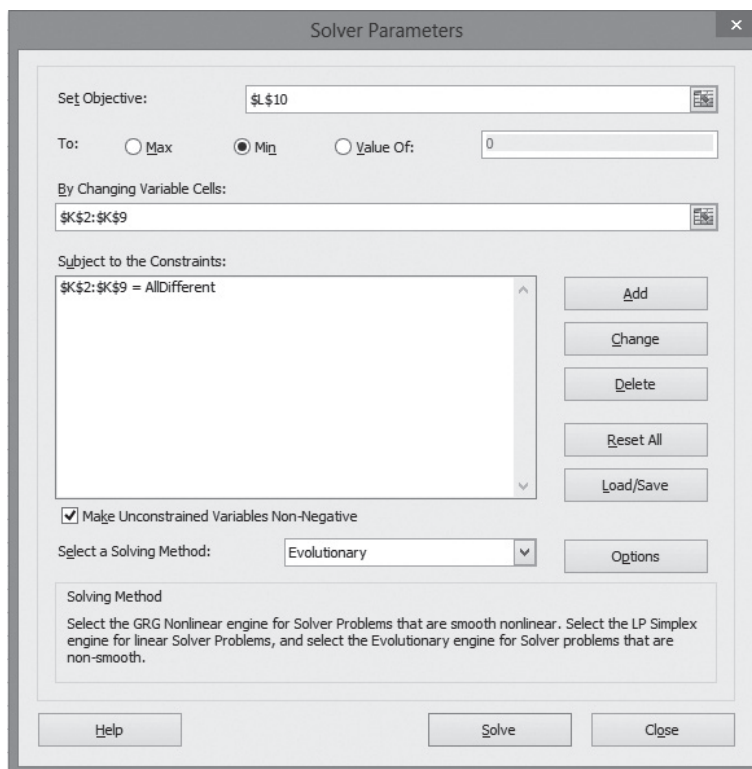 Solver Parameters
Set Objective: $L$10
To: Max Min Value Of: 0
By Changing Variable Cells:
$K$2:$K$9
Subject to the Constraints:
$K$2:$K$9 = AllDifferent
Add
Change
Delete
Reset All
Load/Save
Make Unconstrained Variables Non-Negative
Select a Solving Method: Evolutionary Options
Solving Method
Select the GRG Nonlinear engine for Solver Problems that are smooth nonlinear. Select the LP Simplex
engine for linear Solver Problems, and select the Evolutionary engine for Solver problems that are
non-smooth.
Help Solve Close